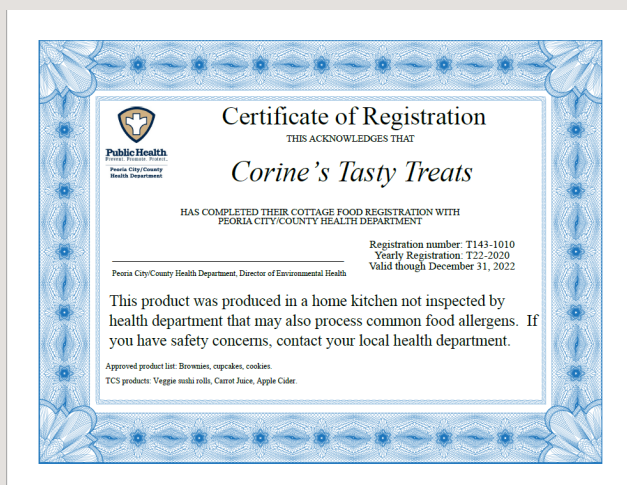 Certificate of Registration
THIS ACKNOWLEDGES THAT
Public Health
Prevent. Promote. Protect.
Peoria City/County
Health Department
Corine's Tasty Treats
HAS COMPLETED THEIR COTTAGE FOOD REGISTRATION WITH
PEORIA CITY/COUNTY HEALTH DEPARTMENT
Registration number: T143-1010
Yearly Registration: T22-2020
Valid though December 31, 2022
Peoria City/County Health Department, Director of Environmental Health
This product was produced in a home kitchen not inspected by
health department that may also process common food allergens. If
you have safety concerns, contact your local health department.
Approved product list: Brownies, cupcakes, cookies.
TCS products: Veggie sushi rolls, Carrot Juice, Apple Cider.